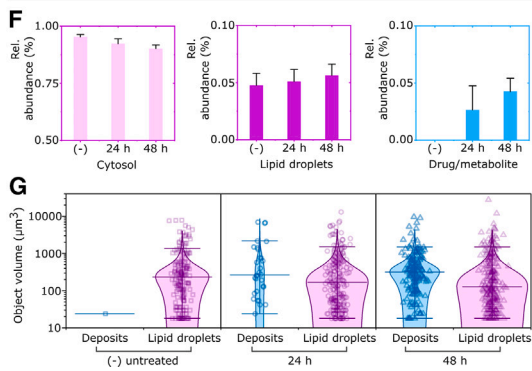 F
Rel.
abundance (%)
1.00
0.75
0.50
(-)
24 h
48 h
Cytosol
Rel.
abundance (%)
0.10
0.05
0.00
(-)
24 h
48 h
Lipid droplets
Rel.
abundance (%)
0.10
0.05
0.00
(-)
24 h
48 h
Drug/metabolite
G
Object volume (µm³)
10000
1000
100
10
Deposits
Lipid droplets
Deposits
Lipid droplets
Deposits
Lipid droplets
(-) untreated
24 h
48 h